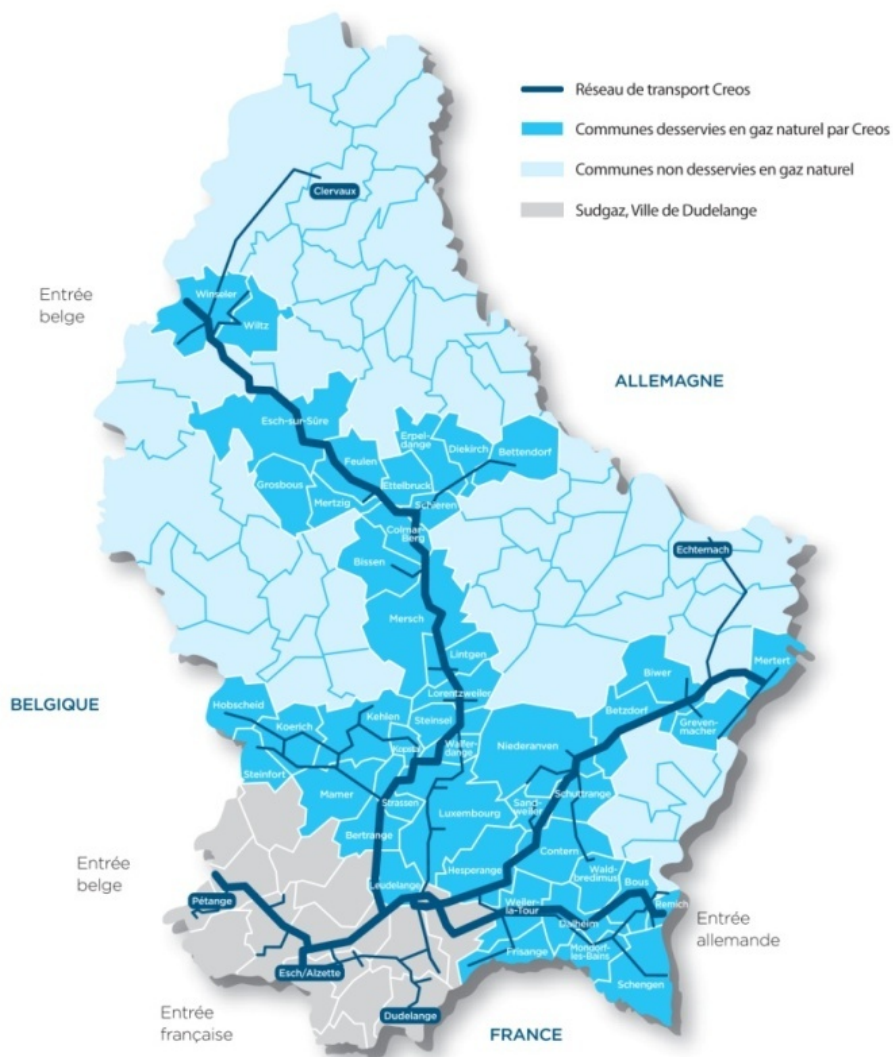 Réseau de transport Creos
Communes desservies en gaz naturel par Creos
Communes non desservies en gaz naturel
Sudgaz, Ville de Dudelange
Clervaux
Entrée
belge
Winseler
Wiltz
ALLEMAGNE
Esch-sur-Sûre
Erpel-
dange
Diekirch
Bettendorf
Feulen
Ettelbruck
Grosbous
Mertzig
Schieren
Colmar-
Berg
Echternach
Bissen
Mersch
Lintgen
Biwer
Mertert
BELGIQUE
Hobscheid
Lorentzweiler
Kehlen
Steinsel
Betzdorf
Koerich
Greven-
macher
Kopstal
Walfer-
dange
Niederanven
Steinfort
Mamer
Strassen
Luxembourg
Sand-
weiler
Schuttrange
Bertrange
Contern
Entrée
belge
Hesperange
Wald-
bredimus
Leudelange
Bous
Pétange
Weiler-
la-Tour
Remich
Entrée
allemande
Dalheim
Frisange
Mondorf-
les-Bains
Esch/Alzette
Schengen
Entrée
française
Dudelange
FRANCE